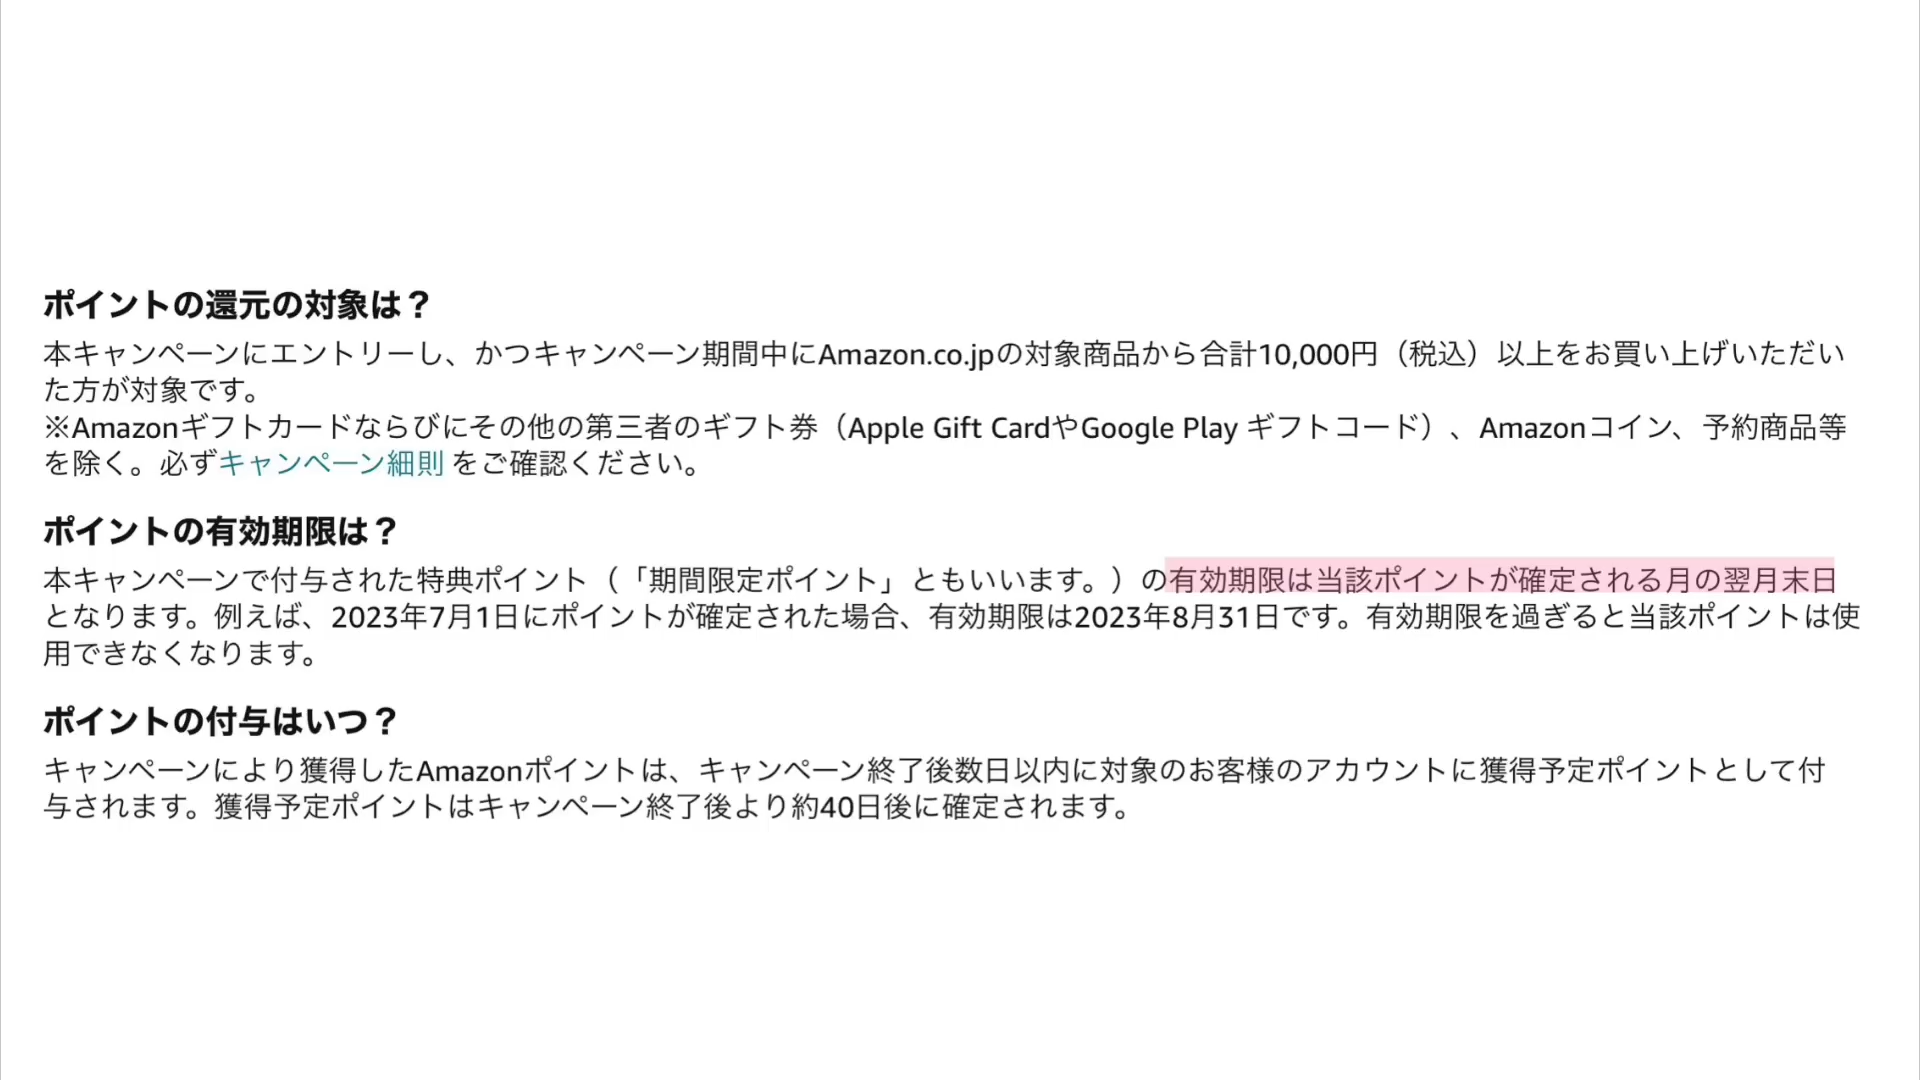 ポイントの還元の対象は？
本キャンペーンにエントリーし、かつキャンペーン期間中にAmazon.co.jpの対象商品から合計10,000円（税込）以上をお買い上げいただい
た方が対象です。
※Amazonギフトカードならびにその他の第三者のギフト券（Apple Gift CardやGoogle Play ギフトコード）、Amazonコイン、予約商品等
を除く。必ずキャンペーン細則 をご確認ください。
ポイントの有効期限は？
本キャンペーンで付与された特典ポイント（「期間限定ポイント」ともいいます。）の有効期限は当該ポイントが確定される月の翌月末日
となります。例えば、2023年7月1日にポイントが確定された場合、有効期限は2023年8月31日です。有効期限を過ぎると当該ポイントは使
用できなくなります。
ポイントの付与はいつ？
キャンペーンにより獲得したAmazonポイントは、キャンペーン終了後数日以内に対象のお客様のアカウントに獲得予定ポイントとして付
与されます。獲得予定ポイントはキャンペーン終了後より約40日後に確定されます。